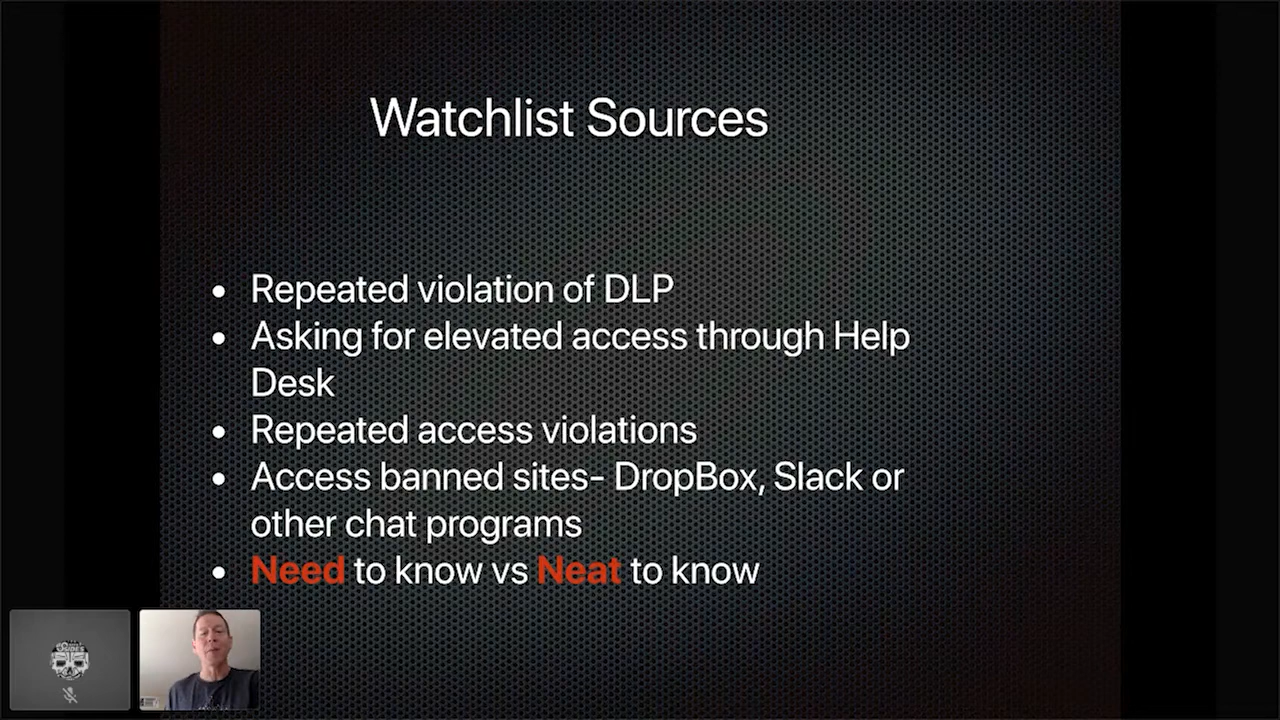 Watchlist Sources
• Repeated violation of DLP
• Asking for elevated access through Help
Desk
• Repeated access violations
• Access banned sites- DropBox, Slack or
other chat programs
• Need to know vs Neat to know